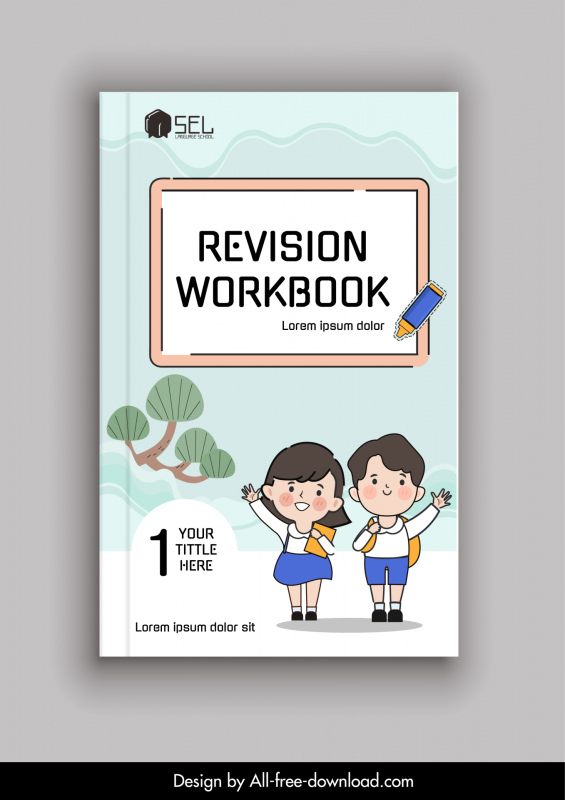 SEL
LANGUAGE SCHOOL
REVISION
WORKBOOK
Lorem ipsum dolor
1
YOUR
TITTLE
HERE
Lorem ipsum dolor sit
Design by All-free-download.com